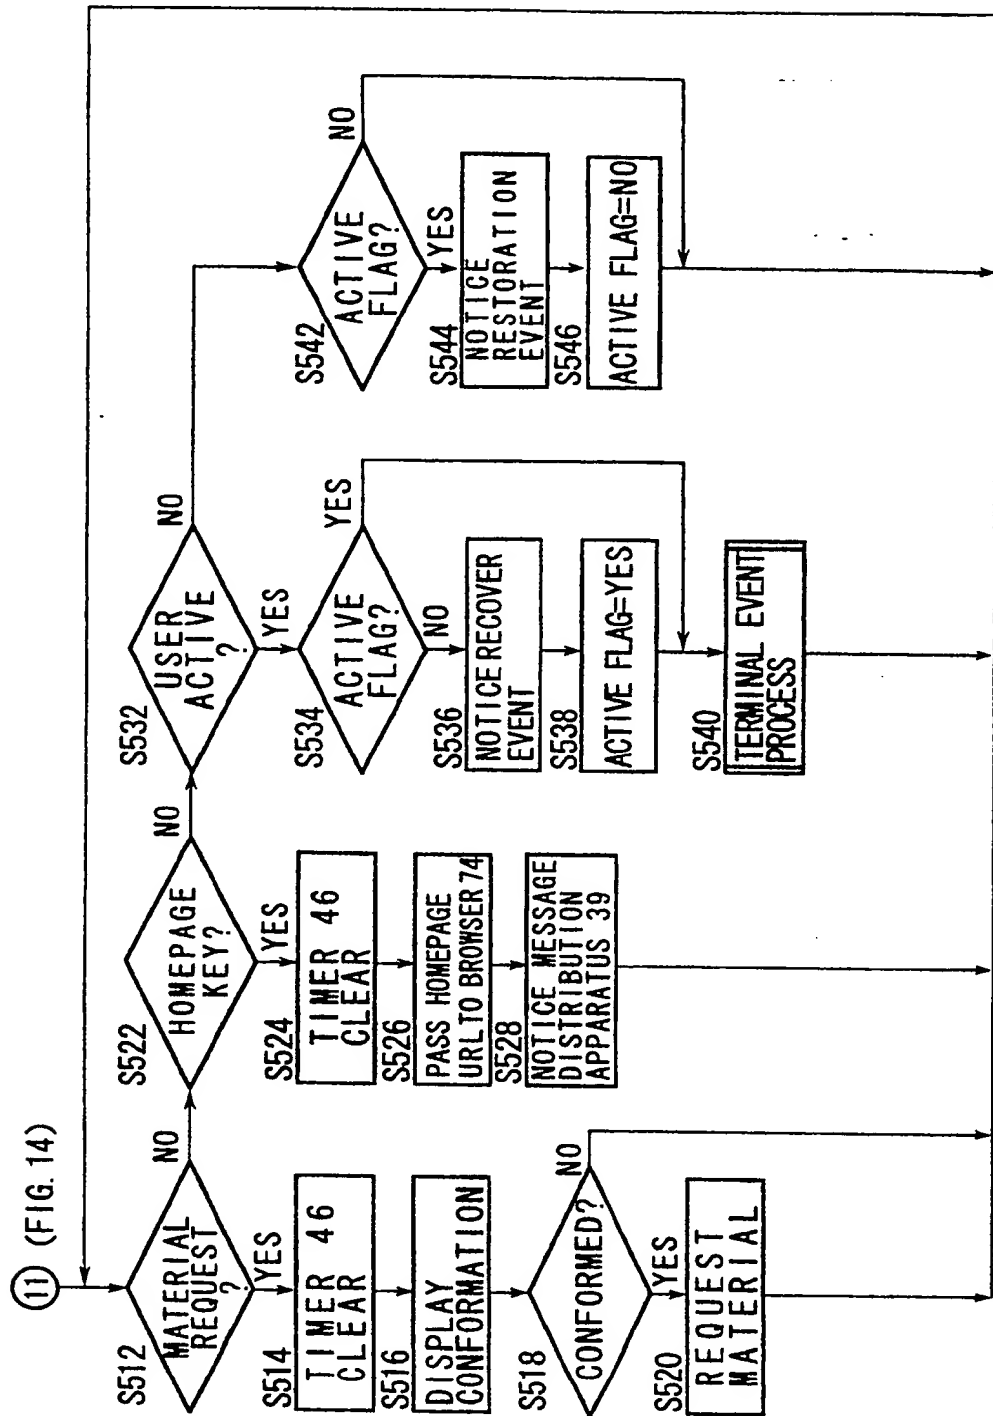 11 (FIG. 14)
S512
MATERIAL
REQUEST
?
NO
YES
S514
TIMER 46
CLEAR
S516
DISPLAY
CONFORMATION
S518
CONFORMED?
NO
YES
S520
REQUEST
MATERIAL
S522
HOMEPAGE
KEY?
NO
YES
S524
TIMER 46
CLEAR
S526
PASS HOMEPAGE
URL TO BROWSER 74
S528
NOTICE MESSAGE
DISTRIBUTION
APPARATUS 39
S532
USER
ACTIVE
?
NO
YES
S534
ACTIVE
FLAG?
YES
NO
S536
NOTICE RECOVER
EVENT
S538
ACTIVE FLAG=YES
S540
TERMINAL EVENT
PROCESS
S542
ACTIVE
FLAG?
NO
YES
S544
NOTICE
RESTORATION
EVENT
S546
ACTIVE FLAG=NO